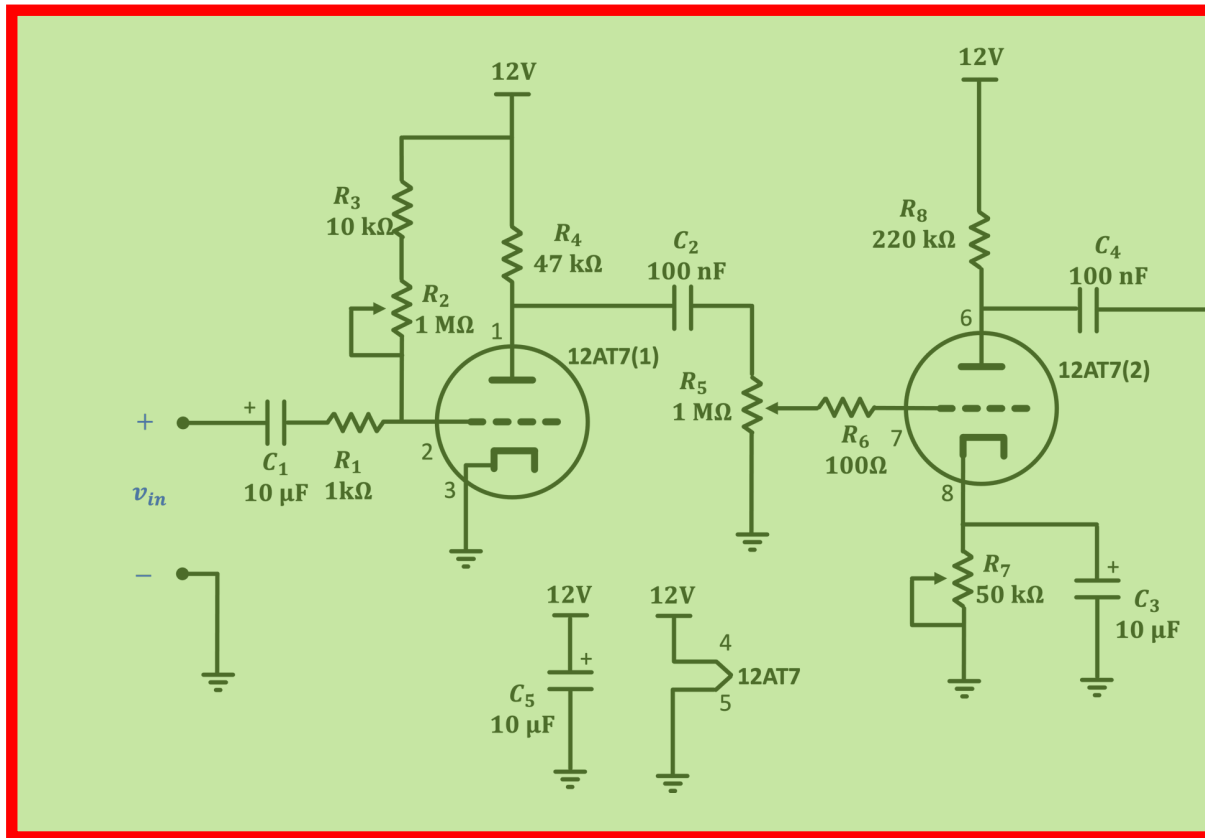 12V
12V
R3
10 kΩ
R4
47 kΩ
C2
100 nF
R8
220 kΩ
C4
100 nF
R2
1 MΩ
1
12AT7(1)
6
12AT7(2)
R5
1 MΩ
+
+
C1
10 µF
R1
1kΩ
2
3
R6
100Ω
7
8
vin
−
R7
50 kΩ
+
C3
10 µF
12V
+
C5
10 µF
12V
4
12AT7
5